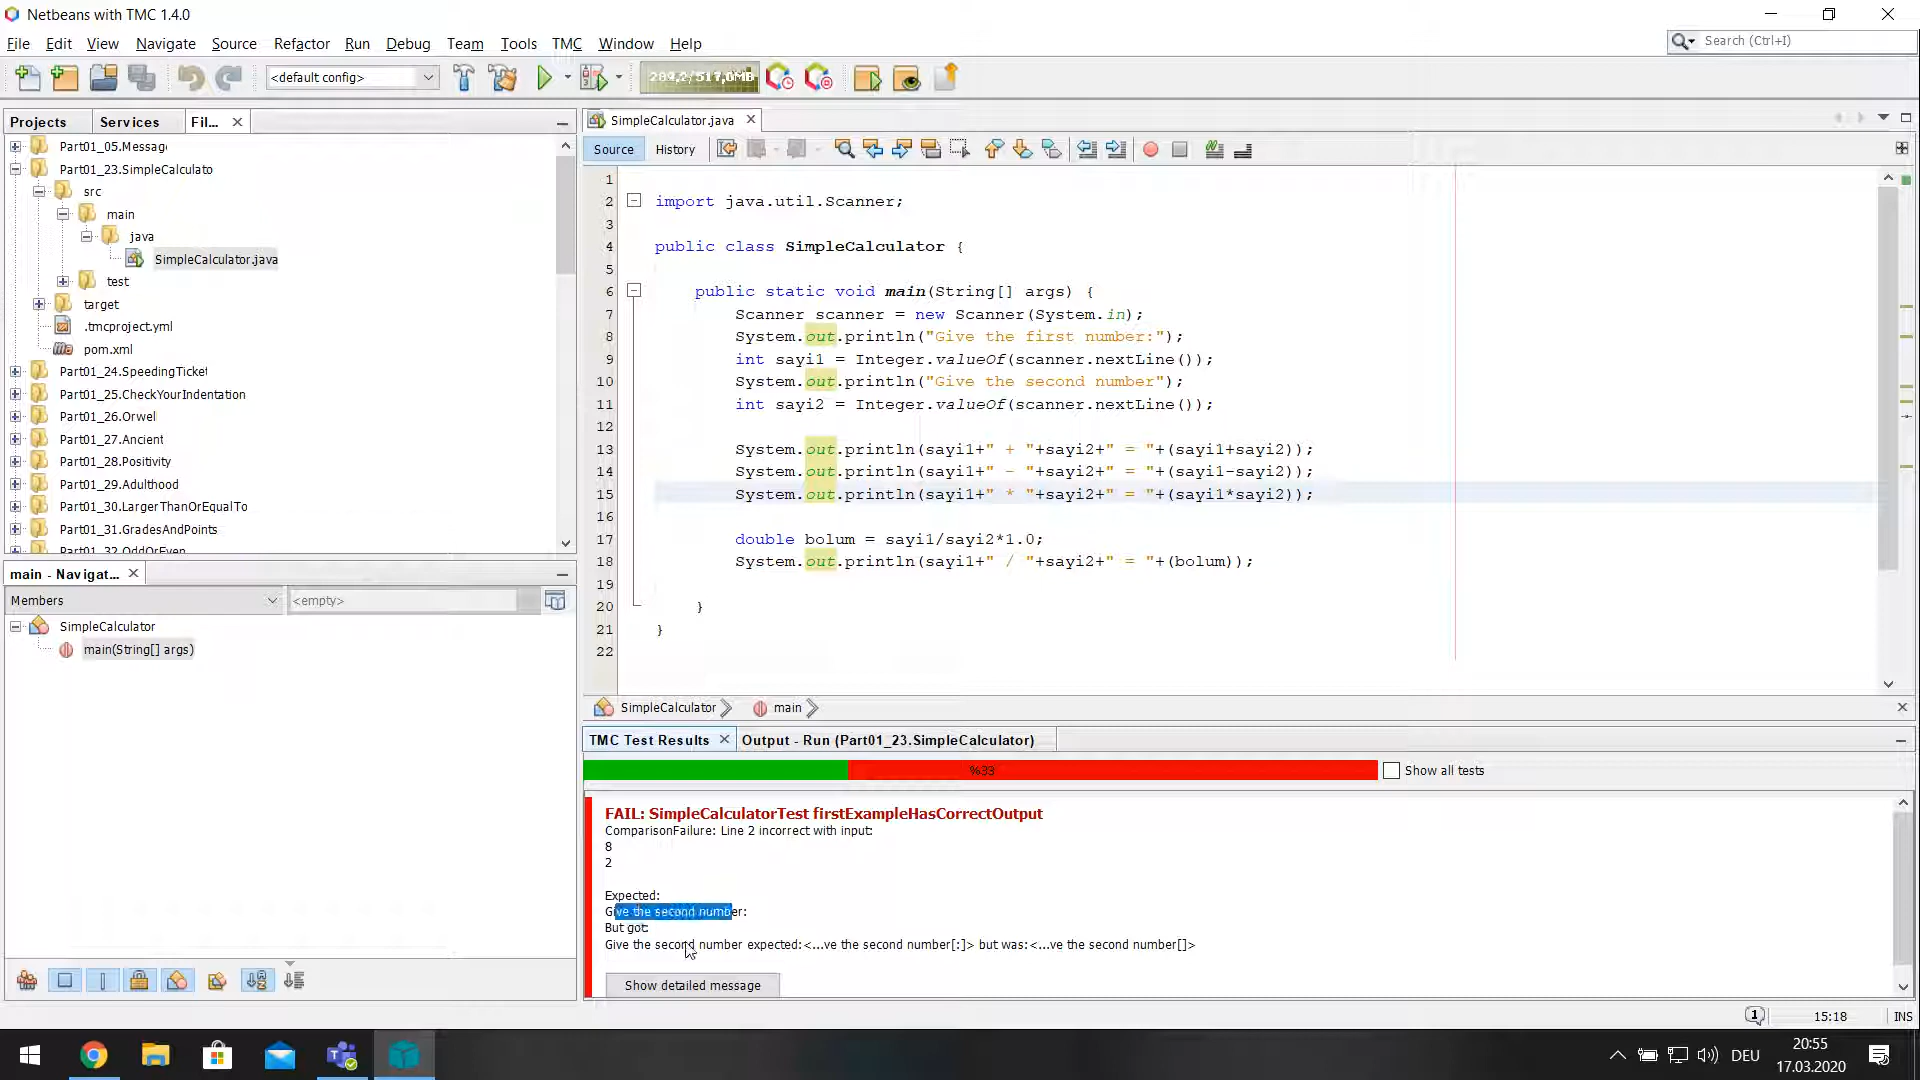 Netbeans with TMC 1.4.0
File Edit View Navigate Source Refactor Run Debug Team Tools TMC Window Help
Search (Ctrl+I)
<default config>
289,2/517,0MB
Projects Services Fil...
SimpleCalculator.java
Source History
Part01_05.Message
Part01_23.SimpleCalculato
src
main
java
SimpleCalculator.java
test
target
.tmcproject.yml
pom.xml
Part01_24.SpeedingTicket
Part01_25.CheckYourIndentation
Part01_26.Orwel
Part01_27.Ancient
Part01_28.Positivity
Part01_29.Adulthood
Part01_30.LargerThanOrEqualTo
Part01_31.GradesAndPoints
Part01_32.OddOrEven
main - Navigat...
Members
<empty>
SimpleCalculator
main(String[] args)
1
2 import java.util.Scanner;
3
4 public class SimpleCalculator {
5
6 public static void main(String[] args) {
7 Scanner scanner = new Scanner(System.in);
8 System.out.println("Give the first number:");
9 int sayi1 = Integer.valueOf(scanner.nextLine());
10 System.out.println("Give the second number");
11 int sayi2 = Integer.valueOf(scanner.nextLine());
12
13 System.out.println(sayi1+" + "+sayi2+" = "+(sayi1+sayi2));
14 System.out.println(sayi1+" - "+sayi2+" = "+(sayi1-sayi2));
15 System.out.println(sayi1+" * "+sayi2+" = "+(sayi1*sayi2));
16
17 double bolum = sayi1/sayi2*1.0;
18 System.out.println(sayi1+" / "+sayi2+" = "+(bolum));
19
20 }
21 }
22
SimpleCalculator main
TMC Test Results Output - Run (Part01_23.SimpleCalculator)
%33
Show all tests
FAIL: SimpleCalculatorTest firstExampleHasCorrectOutput
ComparisonFailure: Line 2 incorrect with input:
8
2
Expected:
Give the second number:
But got:
Give the second number expected:<...ve the second number[:]> but was:<...ve the second number[]>
Show detailed message
1 15:18 INS
DEU
20:55
17.03.2020